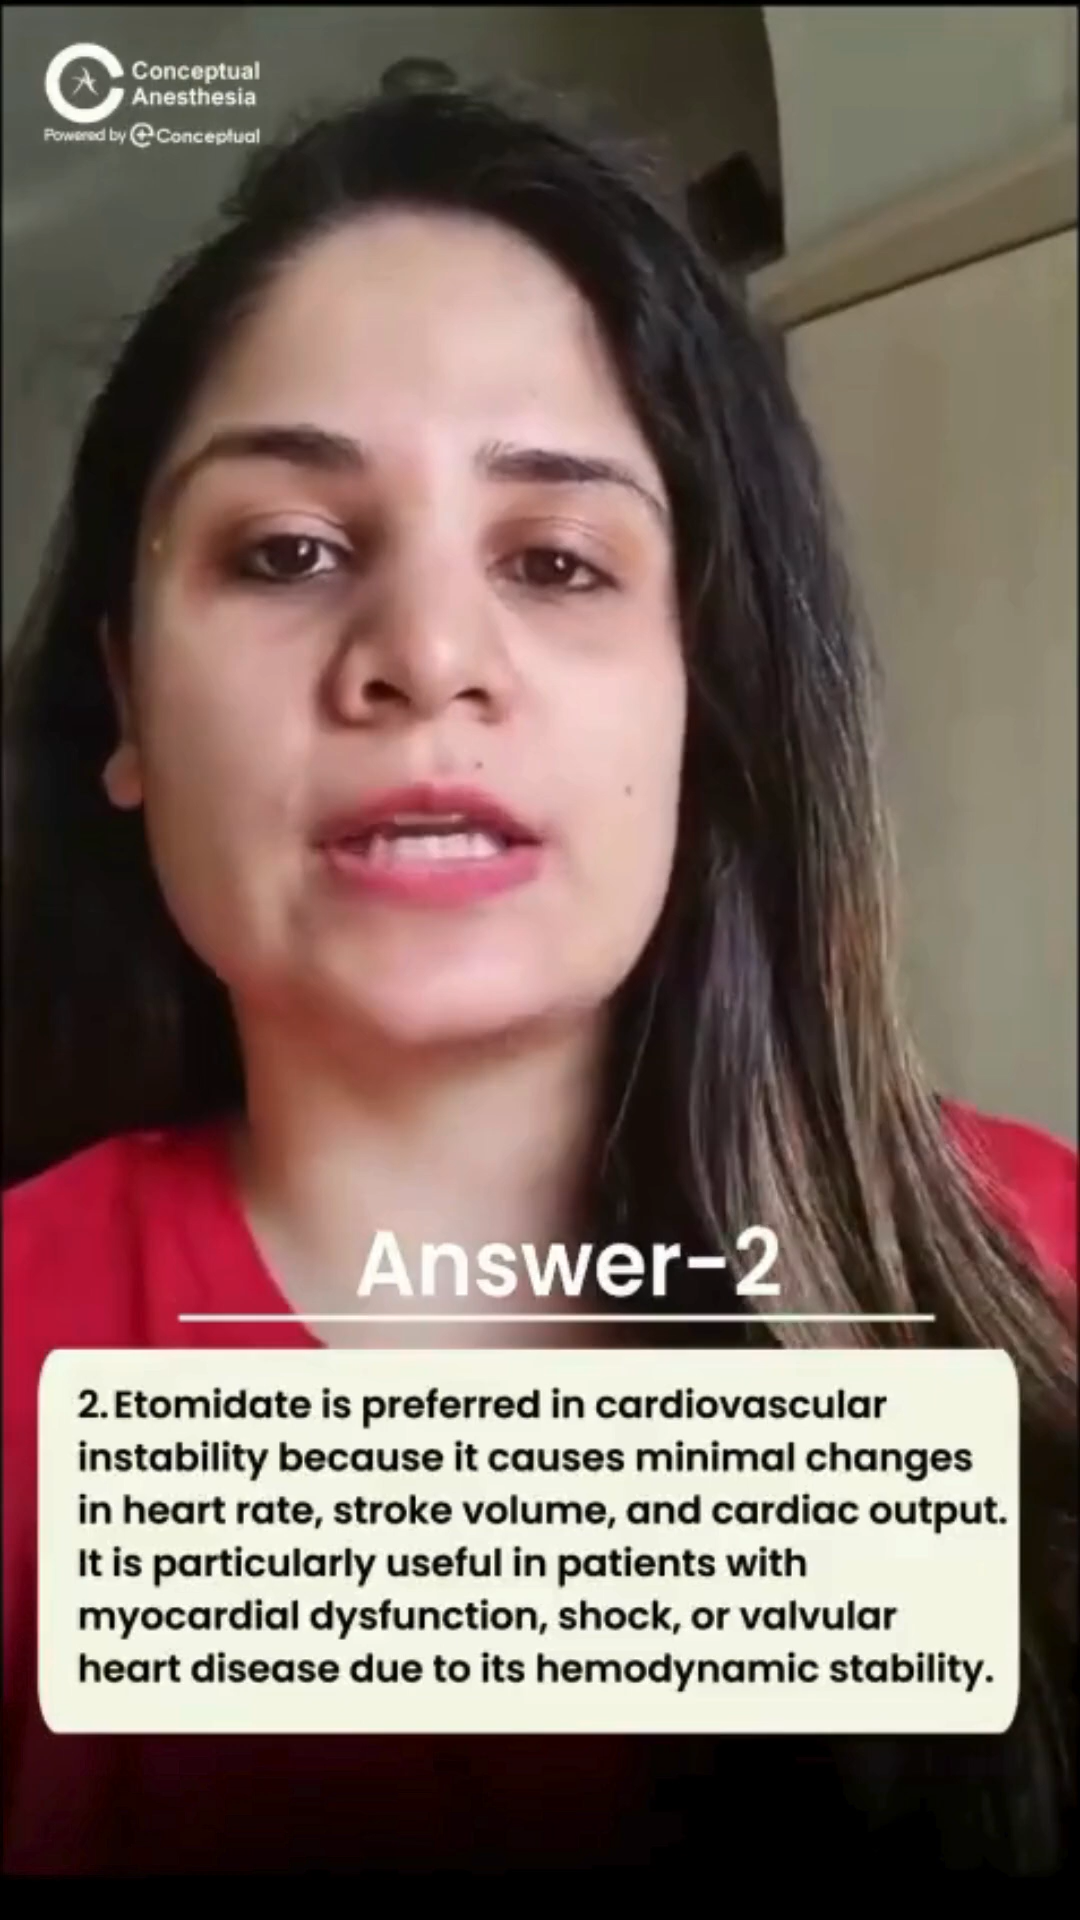 Conceptual
Anesthesia
Powered by Conceptual
Answer-2
2. Etomidate is preferred in cardiovascular
instability because it causes minimal changes
in heart rate, stroke volume, and cardiac output.
It is particularly useful in patients with
myocardial dysfunction, shock, or valvular
heart disease due to its hemodynamic stability.